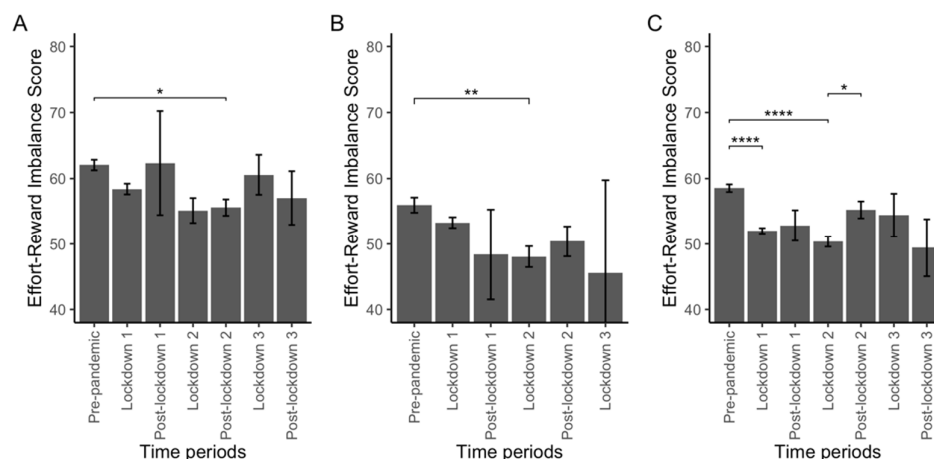 A
B
C
Effort-Reward Imbalance Score
80
70
60
50
40
*
Pre-pandemic
Lockdown 1
Post-lockdown 1
Lockdown 2
Post-lockdown 2
Lockdown 3
Post-lockdown 3
Time periods
Effort-Reward Imbalance Score
80
70
60
50
40
**
Pre-pandemic
Lockdown 1
Post-lockdown 1
Lockdown 2
Post-lockdown 2
Lockdown 3
Time periods
Effort-Reward Imbalance Score
80
70
60
50
40
*
****
****
Pre-pandemic
Lockdown 1
Post-lockdown 1
Lockdown 2
Post-lockdown 2
Lockdown 3
Post-lockdown 3
Time periods